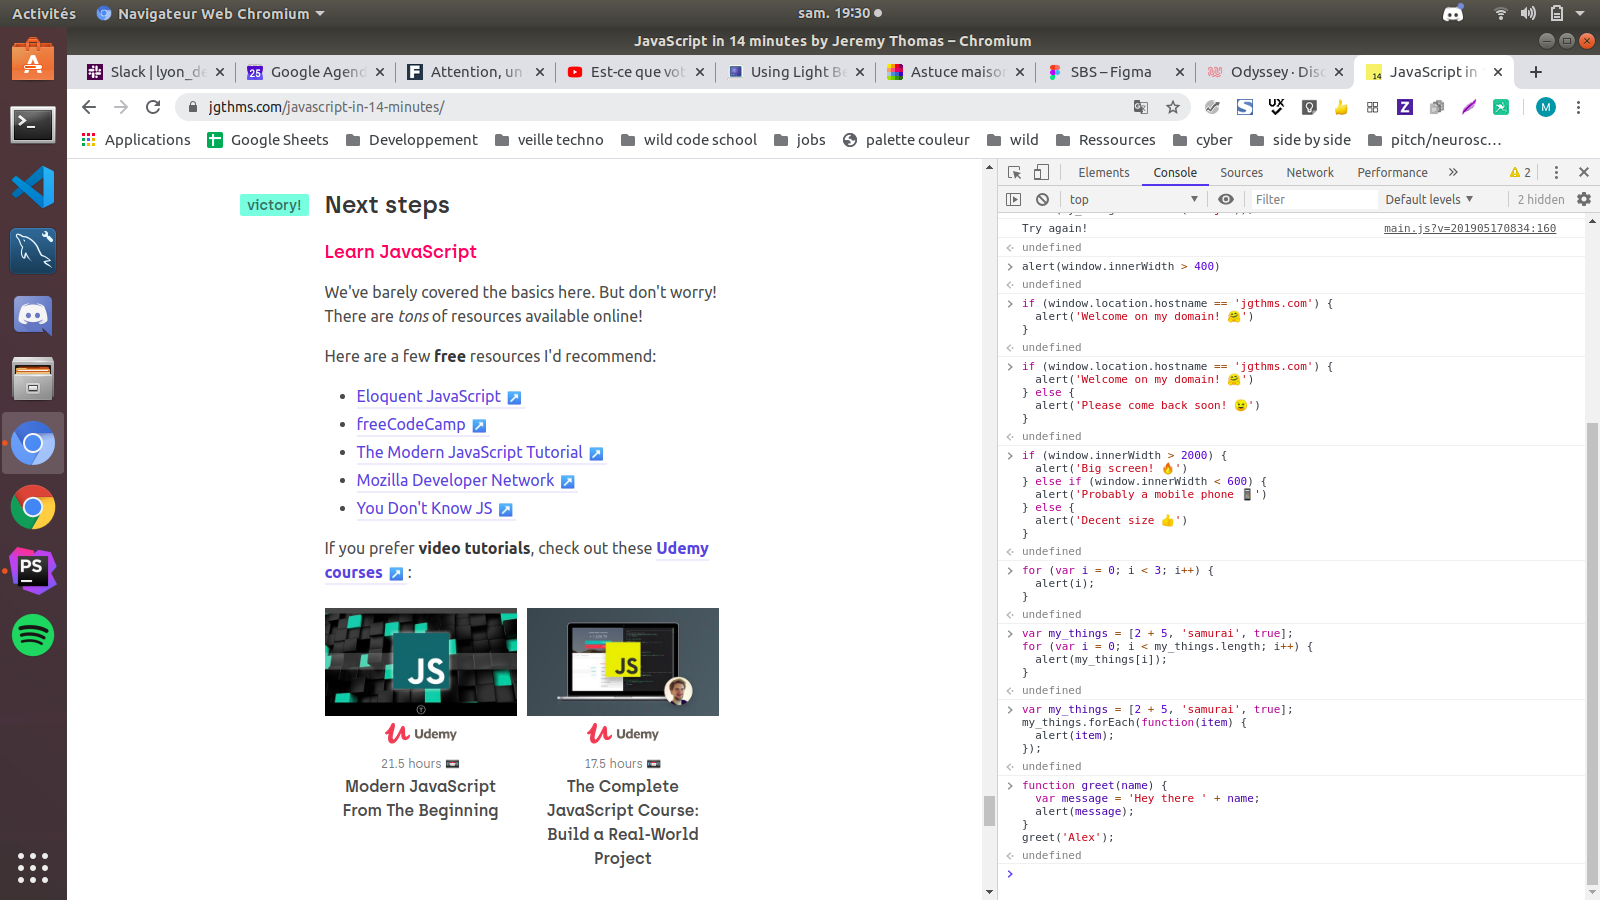 Activités
Navigateur Web Chromium
sam. 19:30
JavaScript in 14 minutes by Jeremy Thomas – Chromium
Slack | lyon_de
Google Agend
Attention, un
Est-ce que vot
Using Light Be
Astuce maison
SBS – Figma
Odyssey · Disc
JavaScript in
jgthms.com/javascript-in-14-minutes/
M
Applications
Google Sheets
Developpement
veille techno
wild code school
jobs
palette couleur
wild
Ressources
cyber
side by side
pitch/neurosc…
victory!
Next steps
Learn JavaScript
We've barely covered the basics here. But don't worry!
There are tons of resources available online!
Here are a few free resources I'd recommend:
Eloquent JavaScript
freeCodeCamp
The Modern JavaScript Tutorial
Mozilla Developer Network
You Don't Know JS
If you prefer video tutorials, check out these Udemy
courses :
JS
Udemy
21.5 hours
Modern JavaScript
From The Beginning
JS
Udemy
17.5 hours
The Complete
JavaScript Course:
Build a Real-World
Project
Elements
Console
Sources
Network
Performance
2
top
Filter
Default levels
2 hidden
Try again!
main.js?v=201905170834:160
undefined
alert(window.innerWidth > 400)
undefined
if (window.location.hostname == 'jgthms.com') {
alert('Welcome on my domain! 🤗')
}
undefined
if (window.location.hostname == 'jgthms.com') {
alert('Welcome on my domain! 🤗')
} else {
alert('Please come back soon! 😉')
}
undefined
if (window.innerWidth > 2000) {
alert('Big screen! 🔥')
} else if (window.innerWidth < 600) {
alert('Probably a mobile phone 📱')
} else {
alert('Decent size 👍')
}
undefined
for (var i = 0; i < 3; i++) {
alert(i);
}
undefined
var my_things = [2 + 5, 'samurai', true];
for (var i = 0; i < my_things.length; i++) {
alert(my_things[i]);
}
undefined
var my_things = [2 + 5, 'samurai', true];
my_things.forEach(function(item) {
alert(item);
});
undefined
function greet(name) {
var message = 'Hey there ' + name;
alert(message);
}
greet('Alex');
undefined